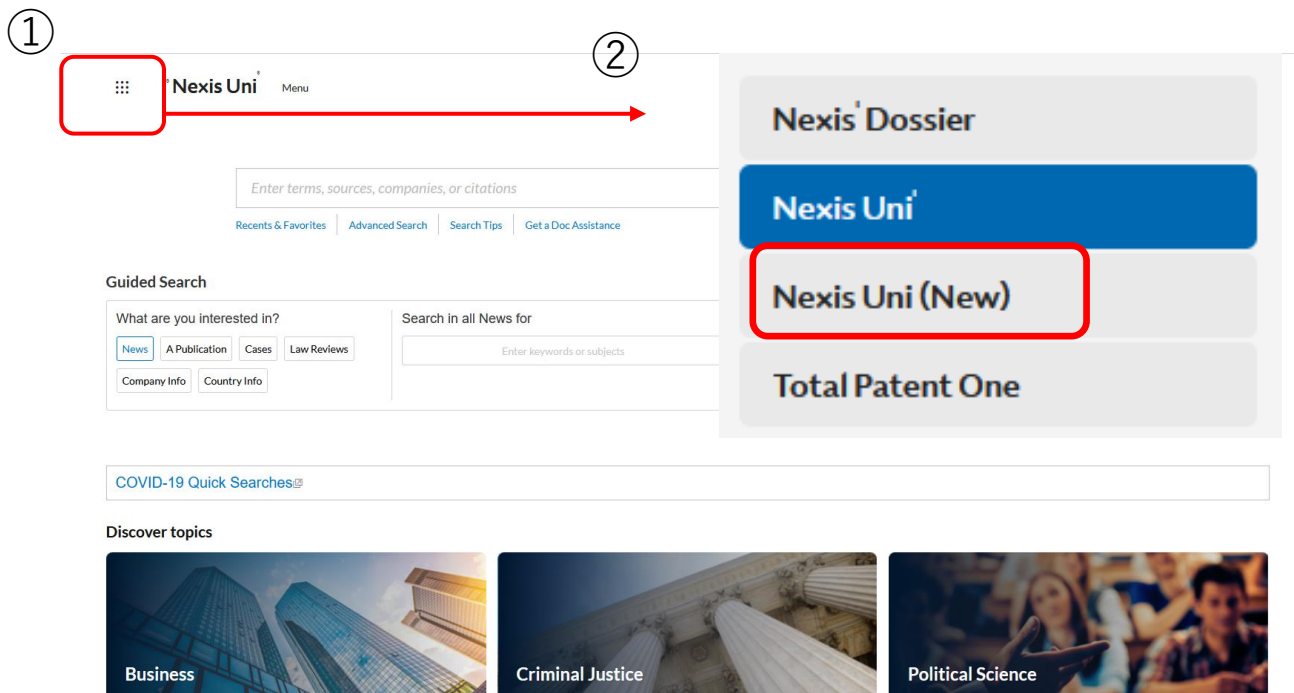 ①
②
Nexis Uni
Menu
Enter terms, sources, companies, or citations
Recents & Favorites
Advanced Search
Search Tips
Get a Doc Assistance
Guided Search
What are you interested in?
News
A Publication
Cases
Law Reviews
Company Info
Country Info
Search in all News for
Enter keywords or subjects
Nexis' Dossier
Nexis Uni'
Nexis Uni (New)
Total Patent One
COVID-19 Quick Searches
Discover topics
Business
Criminal Justice
Political Science